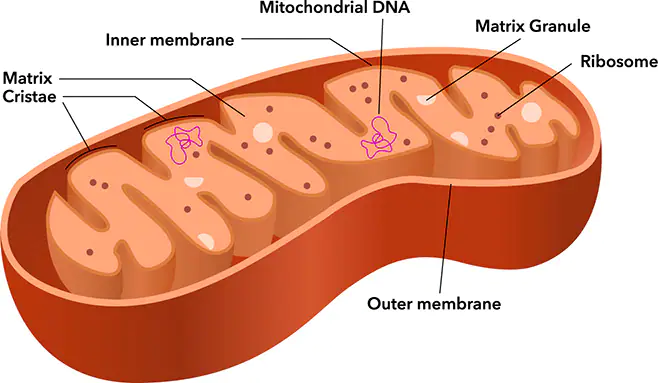 Mitochondrial DNA
Matrix Granule
Inner membrane
Ribosome
Matrix
Cristae
Outer membrane